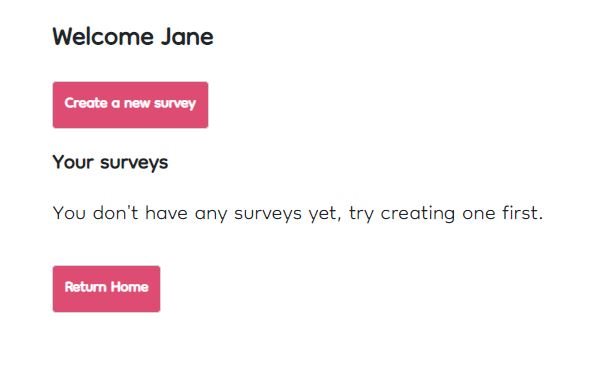 Welcome Jane
Create a new survey
Your surveys
You don't have any surveys yet, try creating one first.
Return Home